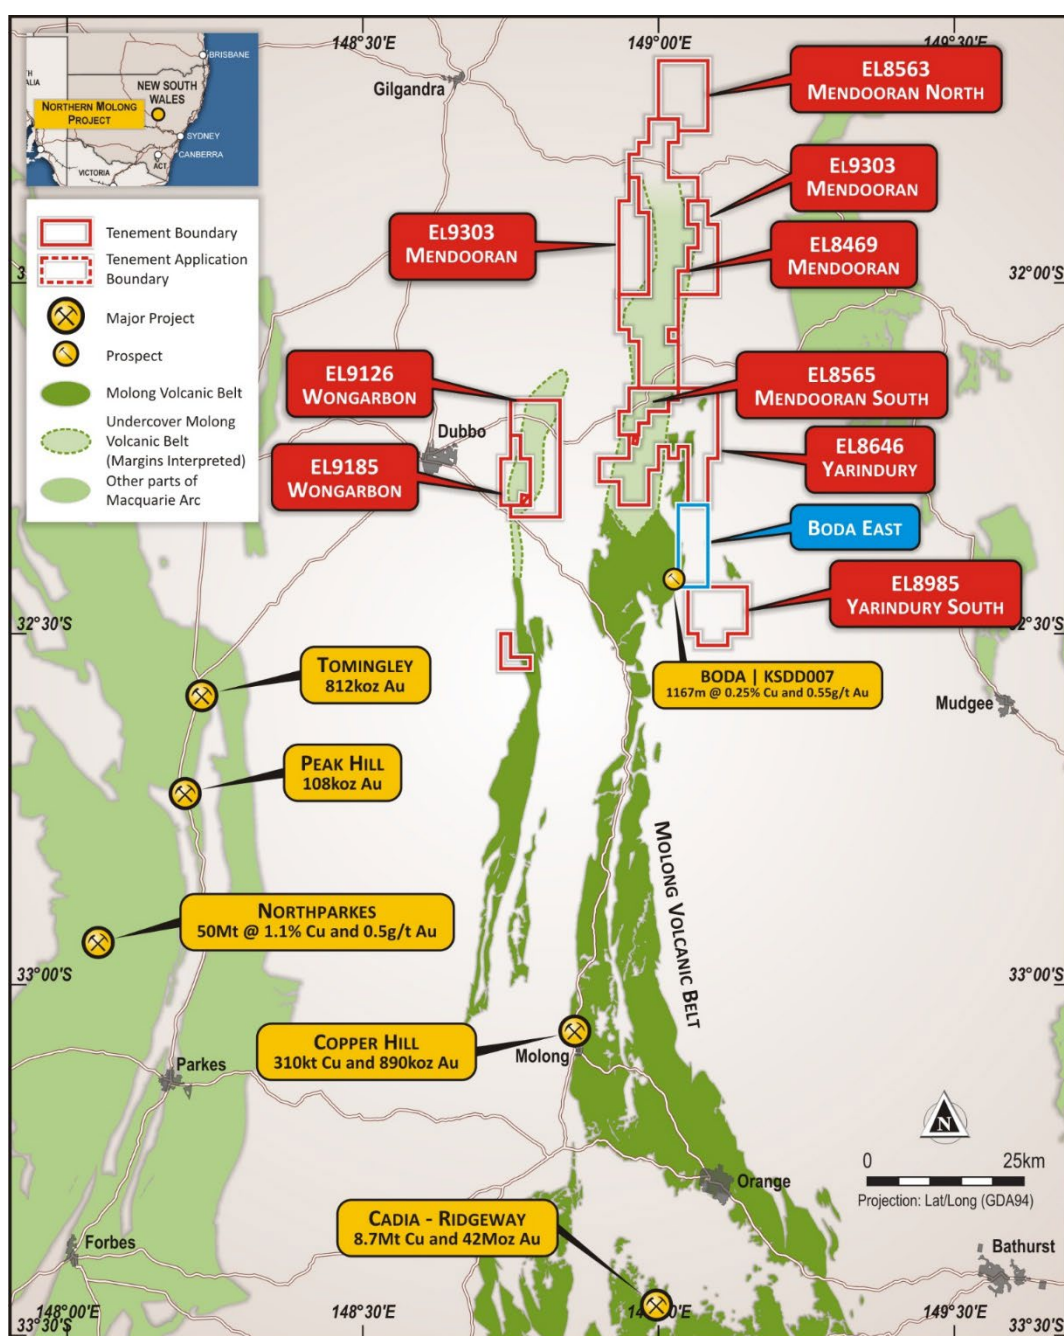 148°30'E
149°00'E
149°30'E
BRISBANE
NEW SOUTH
WALES
NORTHERN MOLONG
PROJECT
SYDNEY
CANBERRA
ACT
VICTORIA
Gilgandra
EL8563
MENDOORAN NORTH
EL9303
MENDOORAN
EL9303
MENDOORAN
EL8469
MENDOORAN
Tenement Boundary
Tenement Application
Boundary
Major Project
Prospect
Molong Volcanic Belt
Undercover Molong
Volcanic Belt
(Margins Interpreted)
Other parts of
Macquarie Arc
32°00'S
EL9126
WONGARBON
Dubbo
EL9185
WONGARBON
EL8565
MENDOORAN SOUTH
EL8646
YARINDURY
BODA EAST
EL8985
YARINDURY SOUTH
32°30'S
32°30'S
TOMINGLEY
812koz Au
BODA | KSDD007
1167m @ 0.25% Cu and 0.55g/t Au
Mudgee
PEAK HILL
108koz Au
MOLONG VOLCANIC BELT
NORTHPARKES
50Mt @ 1.1% Cu and 0.5g/t Au
33°00'S
33°00'S
COPPER HILL
310kt Cu and 890koz Au
Molong
Parkes
N
0 25km
Projection: Lat/Long (GDA94)
Orange
CADIA - RIDGEWAY
8.7Mt Cu and 42Moz Au
Forbes
Bathurst
148°00'E
148°30'E
149°30'E
33°30'S
33°30'S